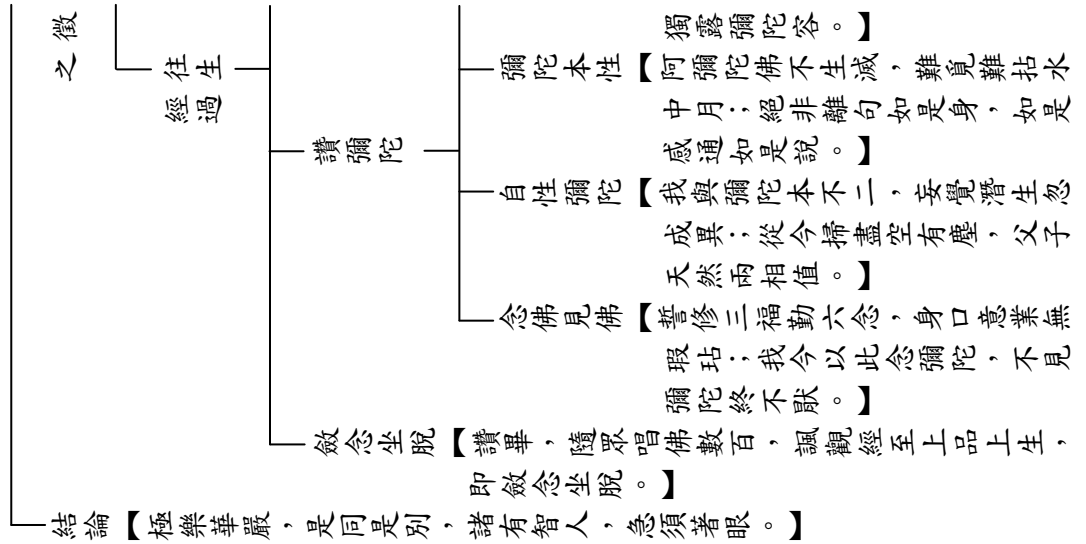 之徵
往生
經過
讚彌陀
獨露彌陀容。】
彌陀本性【阿彌陀佛不生滅，難覓難拈水
中月；絕非離句如是身，如是
感通如是說。】
自性彌陀【我與彌陀本不二，妄覺潛生忽
成異；從今掃盡空有塵，父子
天然兩相值。】
念佛見佛【誓修三福勤六念，身口意業無
瑕玷；我今以此念彌陀，不見
彌陀終不厭。】
斂念坐脫【讚畢，隨眾唱佛數百，諷觀經至上品上生，
即斂念坐脫。】
結論【極樂華嚴，是同是別，諸有智人，急須著眼。】